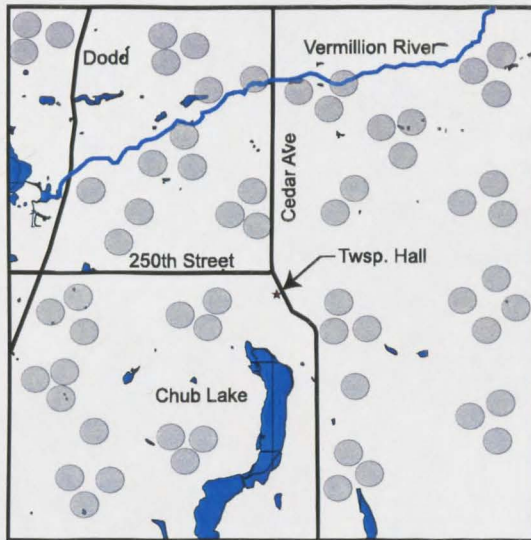 Vermillion River
Dodd
Cedar Ave
250th Street
Twsp. Hall
Chub Lake